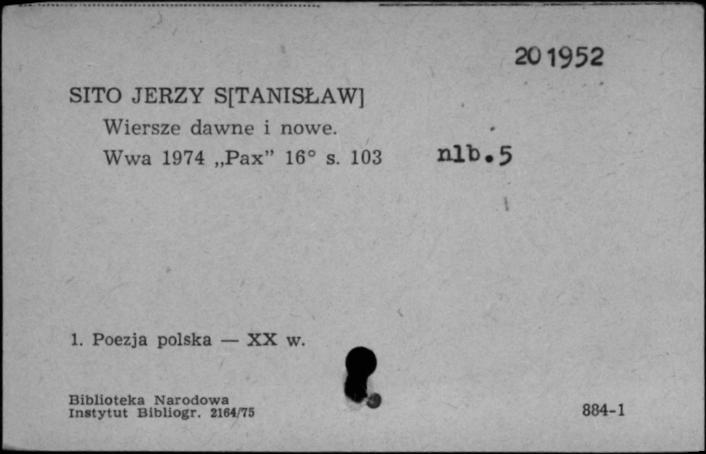 201952
SITO JERZY S[TANISŁAW]
Wiersze dawne i nowe.
Wwa 1974 „Pax” 16° s. 103 nlb.5
1. Poezja polska — XX w.
Biblioteka Narodowa
Instytut Bibliogr. 2164/75
884-1